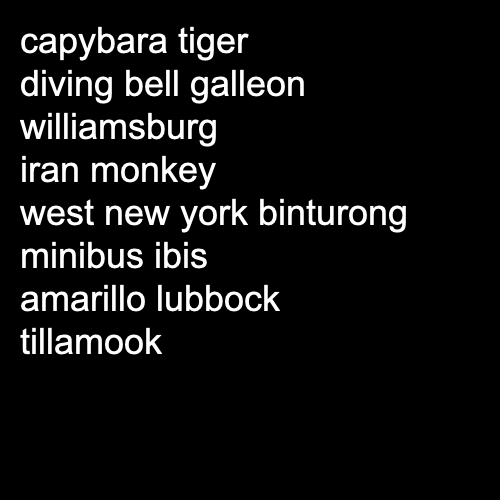 capybara tiger
diving bell galleon
williamsburg
iran monkey
west new york binturong
minibus ibis
amarillo lubbock
tillamook